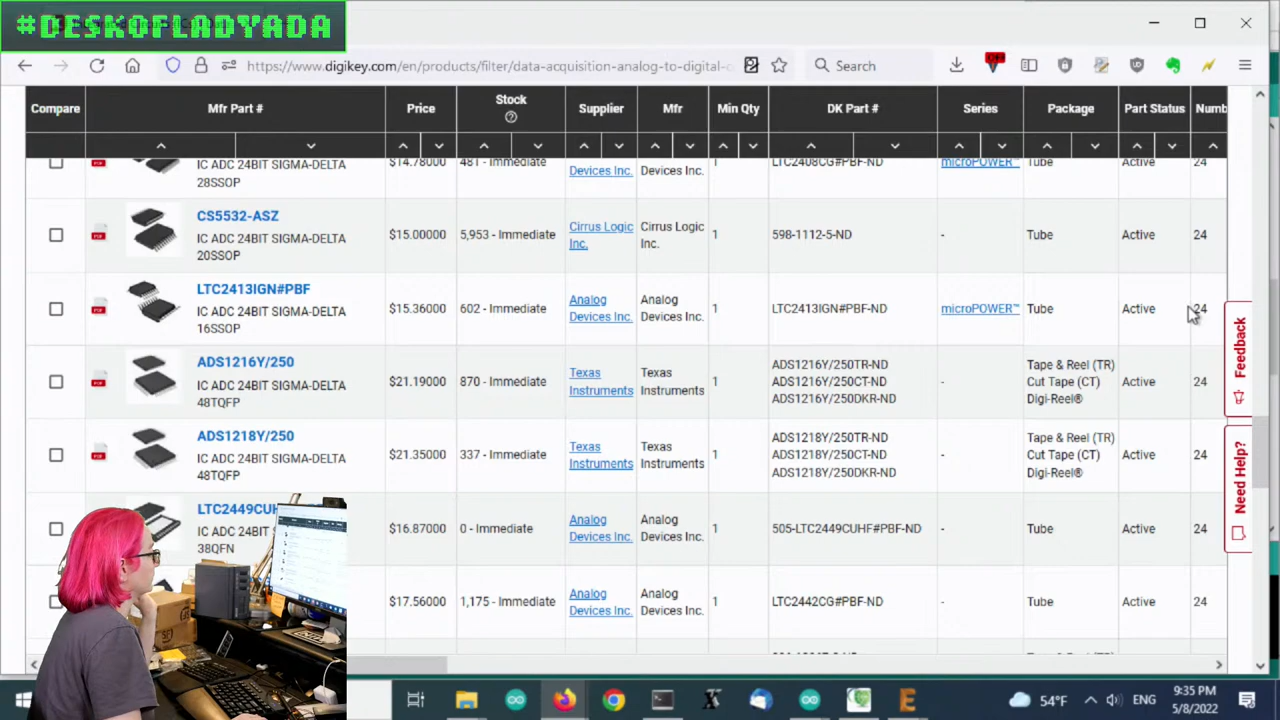 #DESKOFLADYADA
https://www.digikey.com/en/products/filter/data-acquisition-analog-to-digital-c
Search
Compare
Mfr Part #
Price
Stock
Supplier
Mfr
Min Qty
DK Part #
Series
Package
Part Status
Numb
IC ADC 24BIT SIGMA-DELTA
28SSOP
$14.78000
481 - Immediate
Devices Inc.
Devices Inc.
1
LTC2408CG#PBF-ND
microPOWER™
Tube
Active
24
CS5532-ASZ
IC ADC 24BIT SIGMA-DELTA
20SSOP
$15.00000
5,953 - Immediate
Cirrus Logic
Inc.
Cirrus Logic
Inc.
1
598-1112-5-ND
-
Tube
Active
24
LTC2413IGN#PBF
IC ADC 24BIT SIGMA-DELTA
16SSOP
$15.36000
602 - Immediate
Analog
Devices Inc.
Analog
Devices Inc.
1
LTC2413IGN#PBF-ND
microPOWER™
Tube
Active
24
ADS1216Y/250
IC ADC 24BIT SIGMA-DELTA
48TQFP
$21.19000
870 - Immediate
Texas
Instruments
Texas
Instruments
1
ADS1216Y/250TR-ND
ADS1216Y/250CT-ND
ADS1216Y/250DKR-ND
-
Tape & Reel (TR)
Cut Tape (CT)
Digi-Reel®
Active
24
ADS1218Y/250
IC ADC 24BIT SIGMA-DELTA
48TQFP
$21.35000
337 - Immediate
Texas
Instruments
Texas
Instruments
1
ADS1218Y/250TR-ND
ADS1218Y/250CT-ND
ADS1218Y/250DKR-ND
-
Tape & Reel (TR)
Cut Tape (CT)
Digi-Reel®
Active
24
LTC2449CUH
IC ADC 24BIT S
38QFN
$16.87000
0 - Immediate
Analog
Devices Inc.
Analog
Devices Inc.
1
505-LTC2449CUHF#PBF-ND
-
Tube
Active
24
$17.56000
1,175 - Immediate
Analog
Devices Inc.
Analog
Devices Inc.
1
LTC2442CG#PBF-ND
-
Tube
Active
24
Feedback
Need Help?
54°F
ENG
9:35 PM
5/8/2022